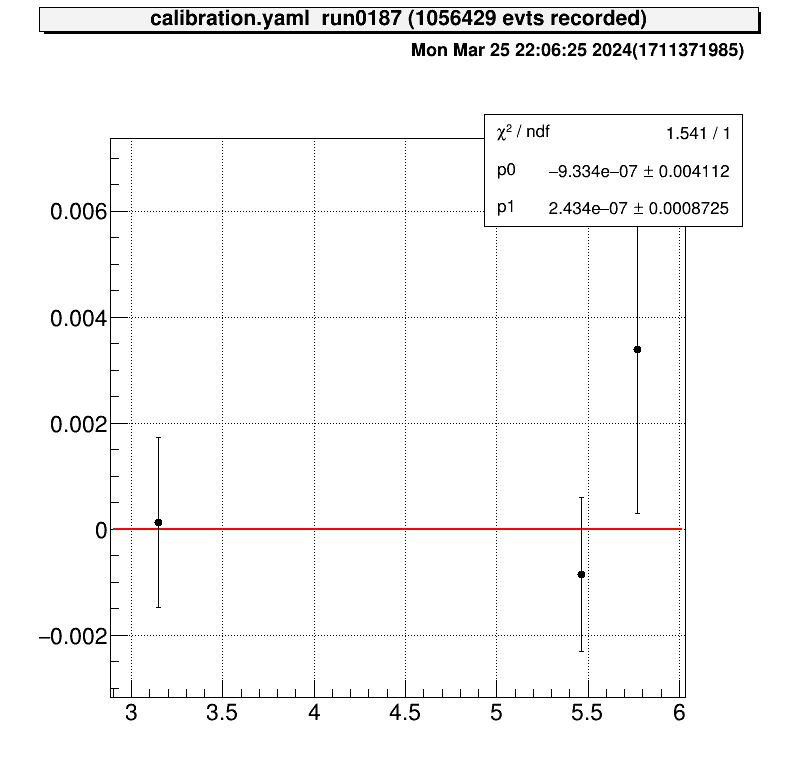 calibration.yaml run0187 (1056429 evts recorded)
Mon Mar 25 22:06:25 2024(1711371985)
χ² / ndf 1.541 / 1
p0 −9.334e−07 ± 0.004112
p1 2.434e−07 ± 0.0008725
0.006
0.004
0.002
0
−0.002
3 3.5 4 4.5 5 5.5 6